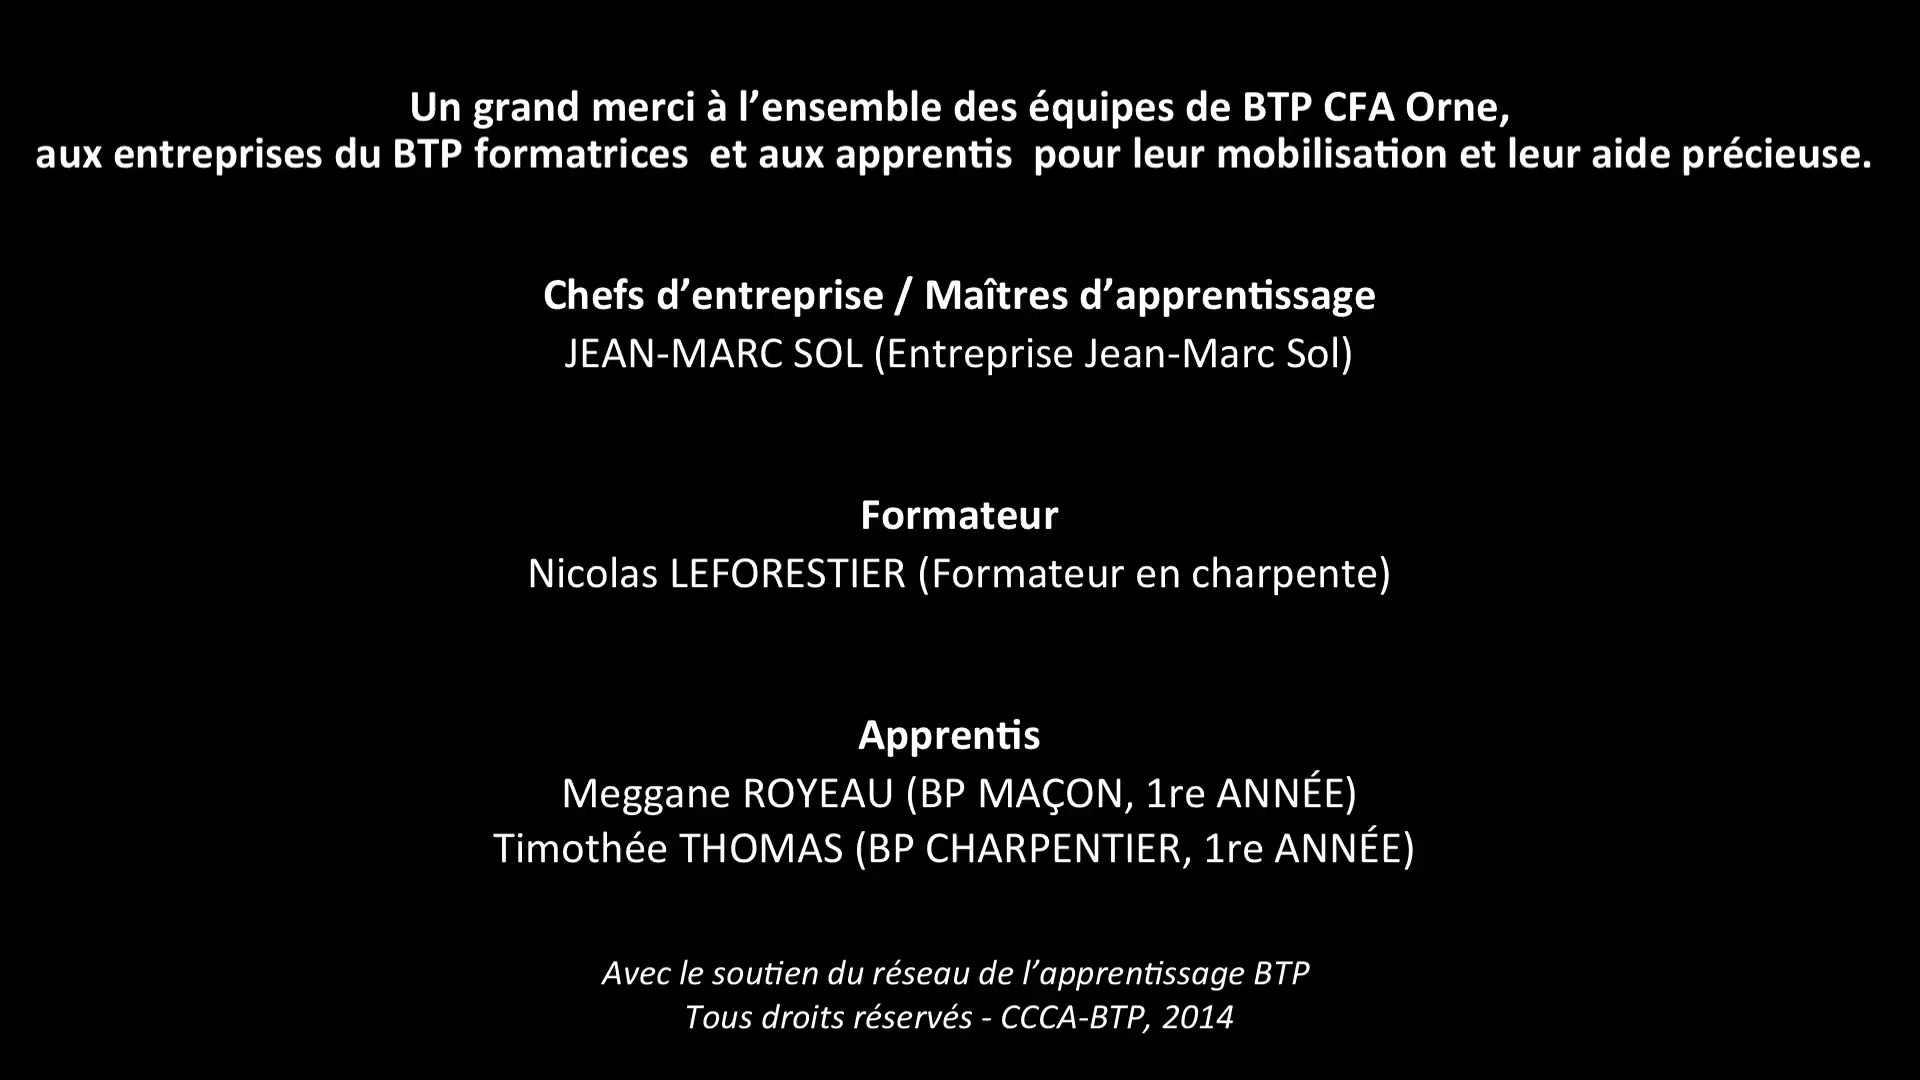 Un grand merci à l’ensemble des équipes de BTP CFA Orne,
aux entreprises du BTP formatrices  et aux apprentis  pour leur mobilisation et leur aide précieuse.
Chefs d’entreprise / Maîtres d’apprentissage
JEAN-MARC SOL (Entreprise Jean-Marc Sol)
Formateur
Nicolas LEFORESTIER (Formateur en charpente)
Apprentis
Meggane ROYEAU (BP MAÇON, 1re ANNÉE)
Timothée THOMAS (BP CHARPENTIER, 1re ANNÉE)
Avec le soutien du réseau de l’apprentissage BTP
Tous droits réservés - CCCA-BTP, 2014